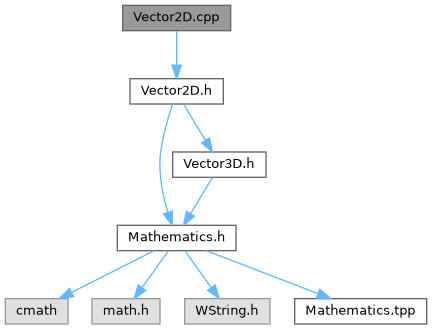 Vector2D.cpp
Vector2D.h
Vector3D.h
Mathematics.h
cmath
math.h
WString.h
Mathematics.tpp